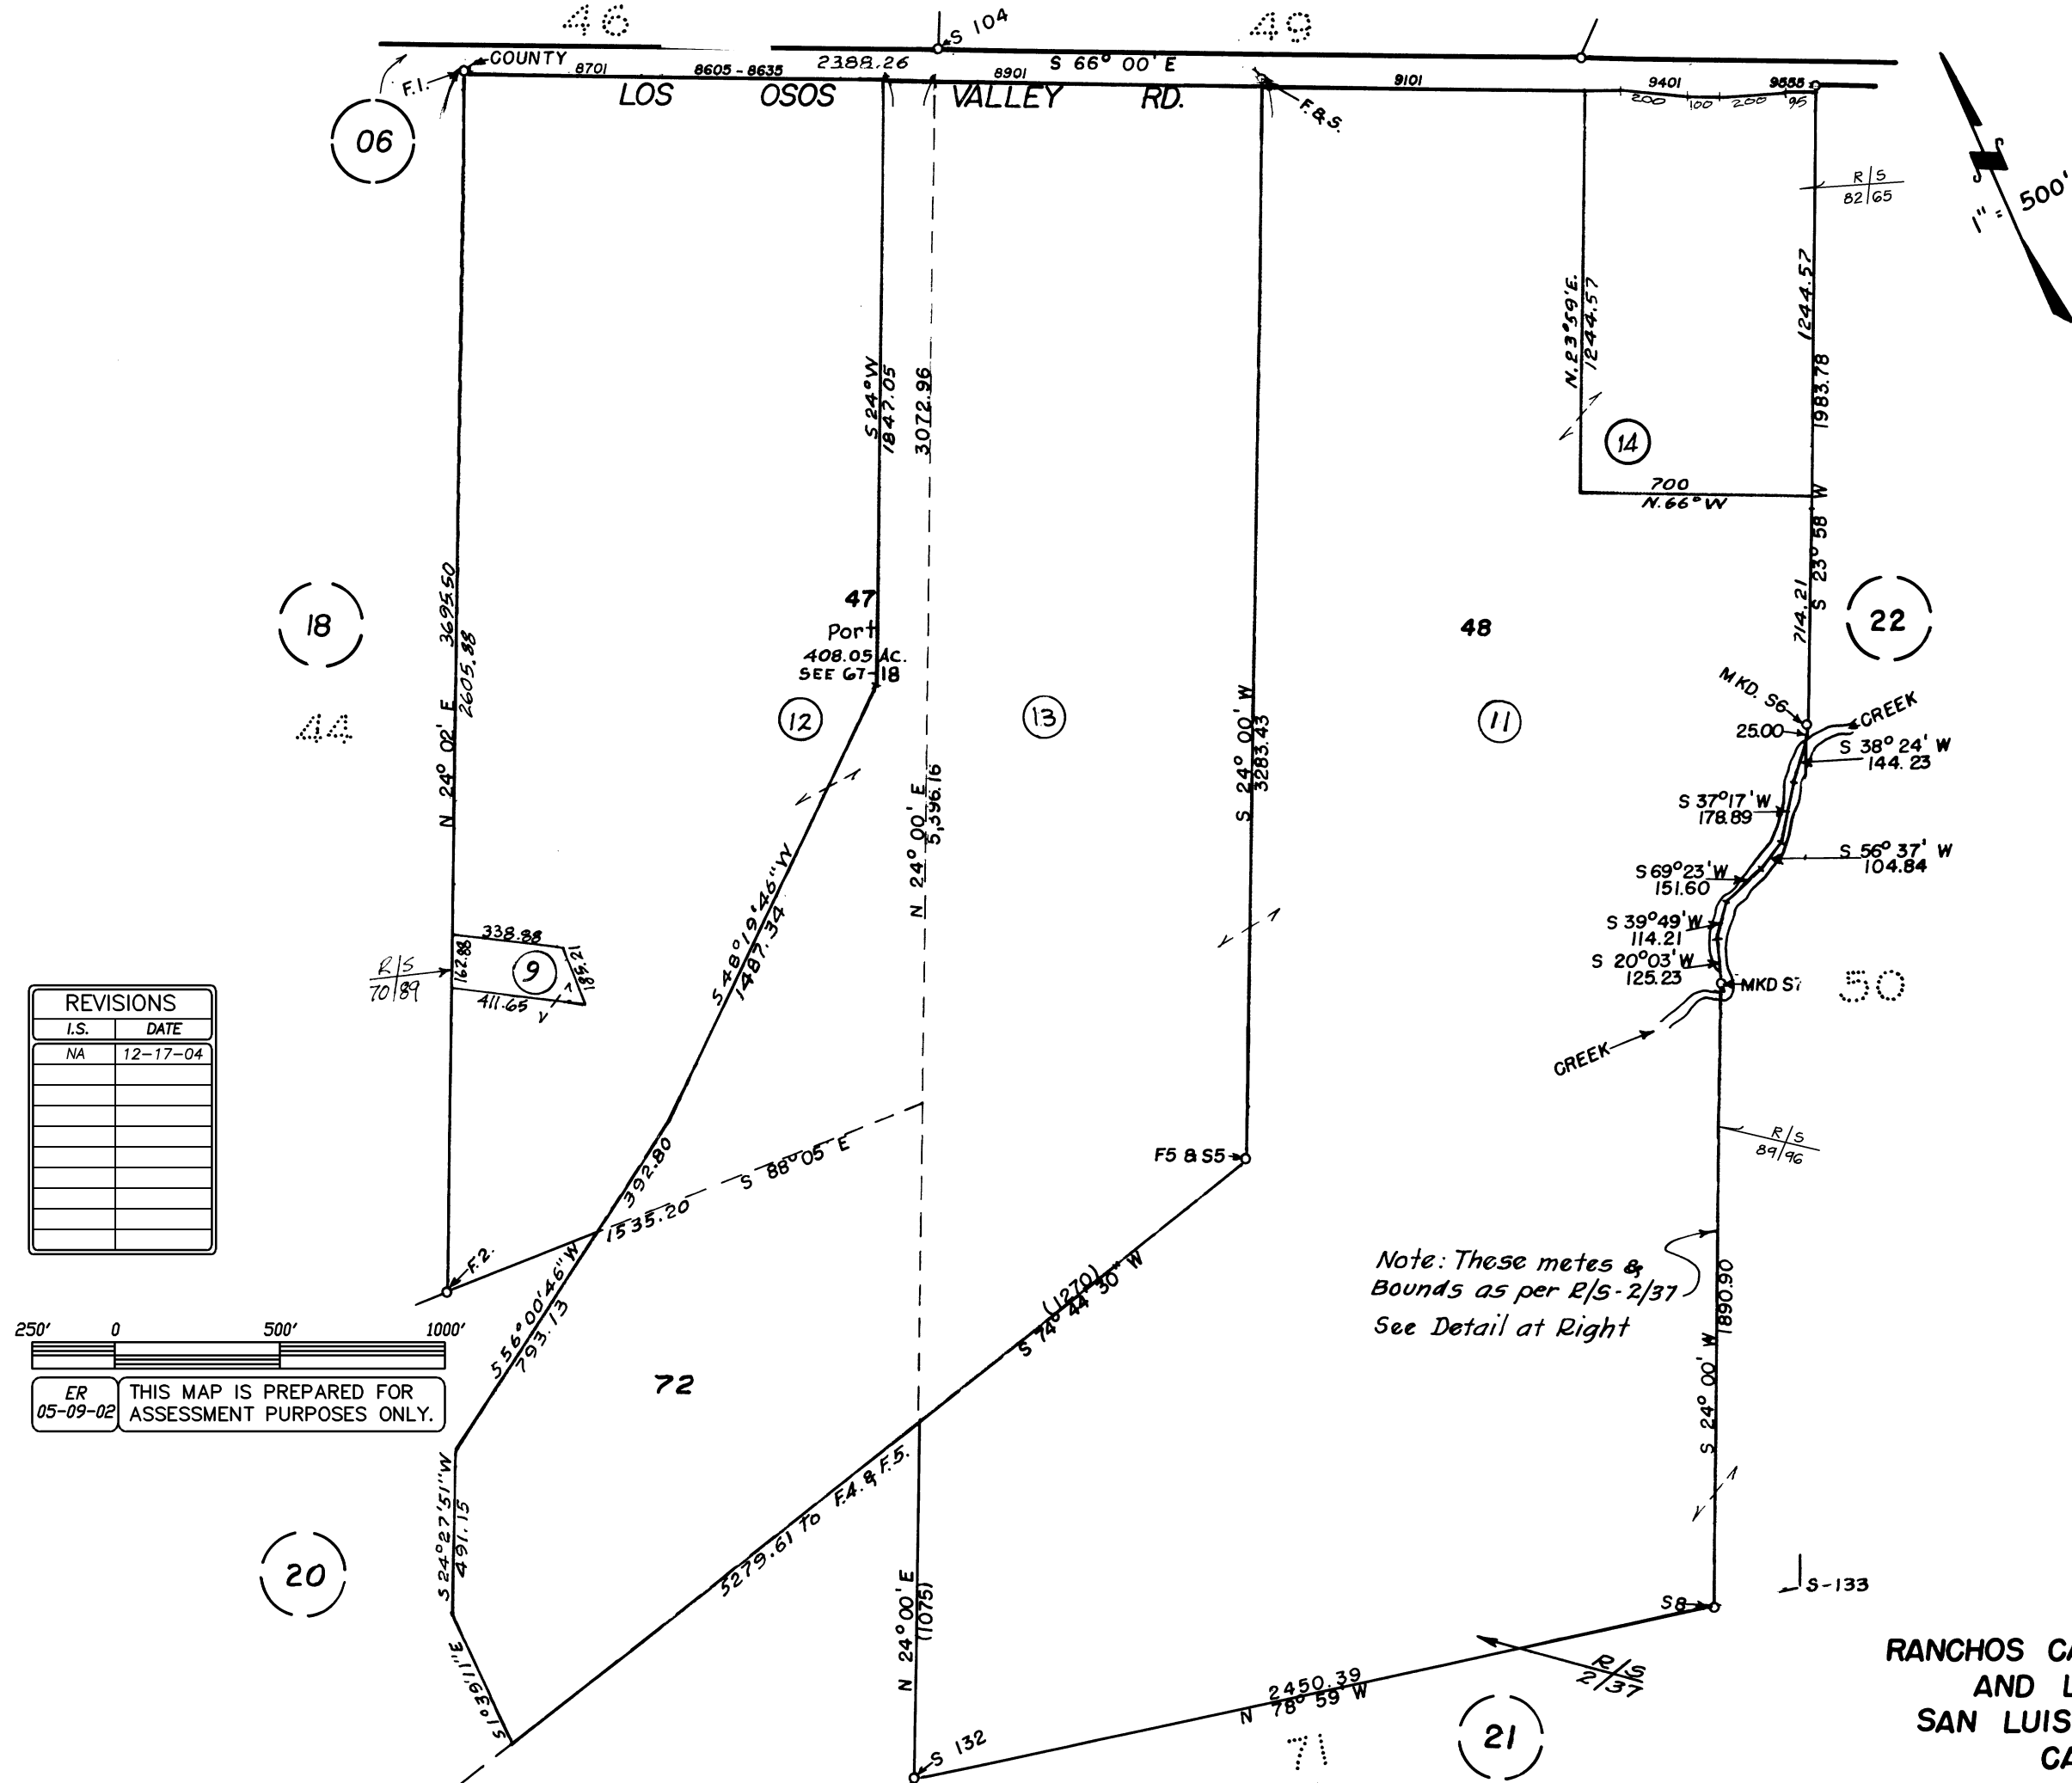 46
49
S 104
COUNTY
F.1.
8701
8605-8635
2388.26
8901
S 66° 00' E
9101
9401
9555
LOS OSOS VALLEY RD.
F. & S.
200
100
200
95
06
R/S
82/65
1" = 500'
N.23°59'E.
1244.57
1244.57
1983.78
S 23° 58' W
714.21
14
700
N.66°W
S 24°W
1847.05
3072.96
N 24° 02' E
3695.50
2605.88
18
44
47
Port
408.05 AC.
SEE 67-18
12
13
48
11
22
S 24° 00' W
3283.43
N 24° 00' E
5,396.16
MKD. S6
CREEK
25.00
S 38° 24' W
144.23
S 37°17'W
178.89
S 56° 37' W
104.84
S 69°23'W
151.60
S 39°49'W
114.21
S 20°03'W
125.23
MKD S7
50
CREEK
S 48°19'46"W
1487.34
338.88
162.88
9
185.21
411.65
R/S
70/89
REVISIONS
I.S. DATE
NA 12-17-04
392.80
1535.20
S 88°05' E
F5 & S5
R/S
89/96
F.2.
S 56°00'46"W
793.13
(1270)
S 74° 44' 30" W
Note: These metes &
Bounds as per R/S-2/37
See Detail at Right
1890.90
S 24° 00' W
250' 0 500' 1000'
ER
05-09-02
THIS MAP IS PREPARED FOR
ASSESSMENT PURPOSES ONLY.
72
S 24°27'51"W
491.15
5279.61 to F.4. & F.5.
20
N 24° 00' E
(1075)
S8
S-133
R/S
2/37
2450.39
N 78° 59' W
S 132
71
21
RANCHOS CA
AND L
SAN LUIS
CA